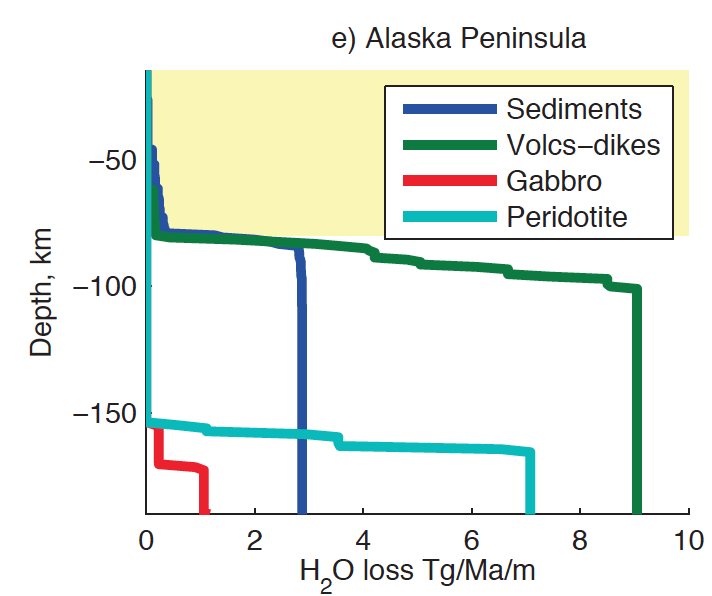 e) Alaska Peninsula
Sediments
Volcs−dikes
Gabbro
Peridotite
−50
−100
−150
Depth, km
0 2 4 6 8 10
H₂O loss Tg/Ma/m